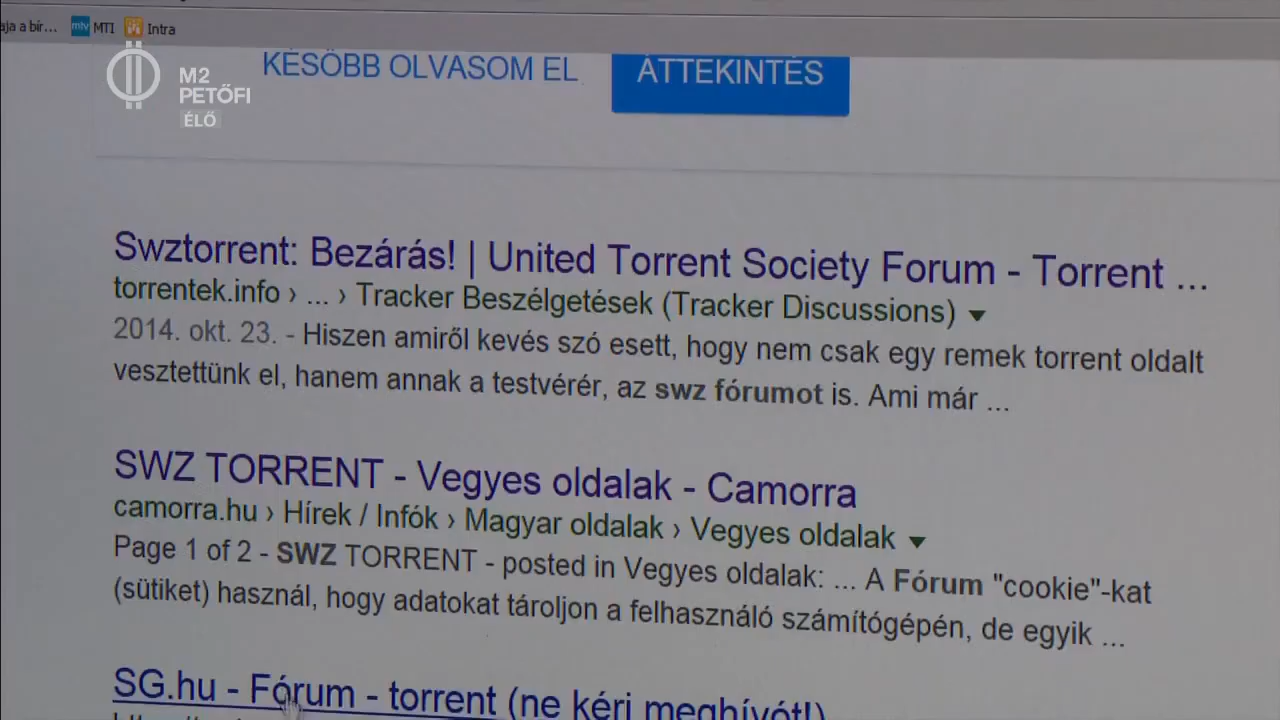 aja a bír... MTI Intra
M2
PETŐFI
ÉLŐ
KÉSŐBB OLVASOM EL ÁTTEKINTÉS
Swztorrent: Bezárás! | United Torrent Society Forum - Torrent ...
torrentek.info › ... › Tracker Beszélgetések (Tracker Discussions)
2014. okt. 23. - Hiszen amiről kevés szó esett, hogy nem csak egy remek torrent oldalt
vesztettünk el, hanem annak a testvérér, az swz fórumot is. Ami már ...
SWZ TORRENT - Vegyes oldalak - Camorra
camorra.hu › Hírek / Infók › Magyar oldalak › Vegyes oldalak
Page 1 of 2 - SWZ TORRENT - posted in Vegyes oldalak: ... A Fórum "cookie"-kat
(sütiket) használ, hogy adatokat tároljon a felhasználó számítógépén, de egyik ...
SG.hu - Fórum - torrent (ne kérj meghívót!)